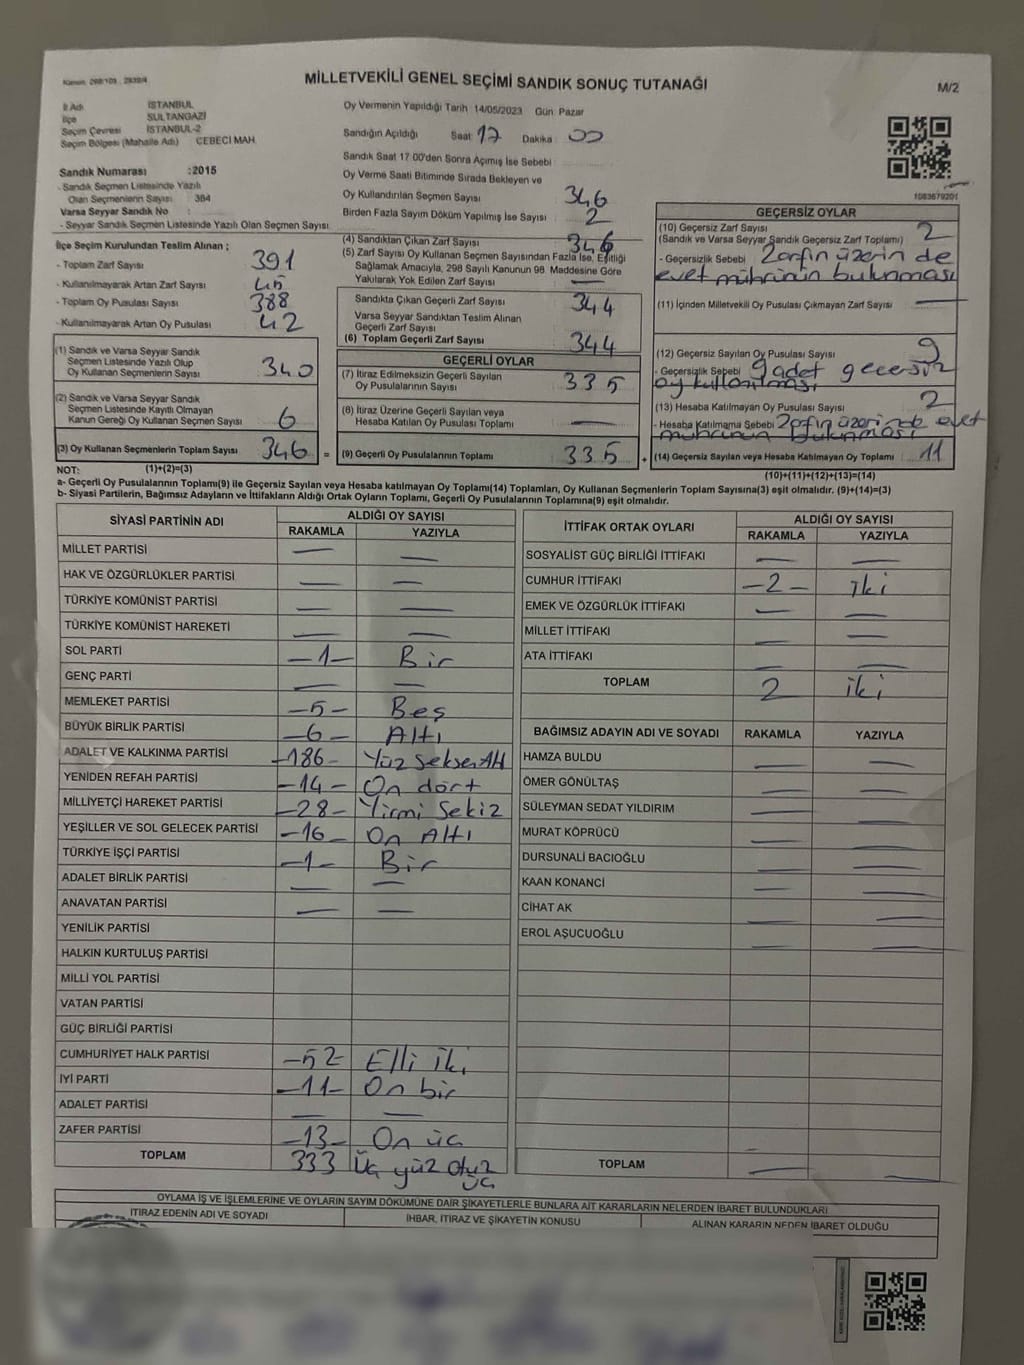 Kanun: 298/103 , 2839/4
MİLLETVEKİLİ GENEL SEÇİMİ SANDIK SONUÇ TUTANAĞI
M/2
İl Adı İSTANBUL
İlçe SULTANGAZİ
Seçim Çevresi İSTANBUL-2
Seçim Bölgesi (Mahalle Adı) CEBECİ MAH
Sandık Numarası :2015
- Sandık Seçmen Listesinde Yazılı
Olan Seçmenlerin Sayısı : 384
Varsa Seyyar Sandık No :
- Seyyar Sandık Seçmen Listesinde Yazılı Olan Seçmen Sayısı
Oy Vermenin Yapıldığı Tarih 14/05/2023 Gün: Pazar
Sandığın Açıldığı Saat: 17 Dakika : 00
Sandık Saat 17:00'den Sonra Açılmış İse Sebebi :
Oy Verme Saati Bitiminde Sırada Bekleyen ve
Oy Kullandırılan Seçmen Sayısı 346
Birden Fazla Sayım Döküm Yapılmış İse Sayısı 2
1083679201
İlçe Seçim Kurulundan Teslim Alınan ;
- Toplam Zarf Sayısı 391
- Kullanılmayarak Artan Zarf Sayısı 45
- Toplam Oy Pusulası Sayısı 388
- Kullanılmayarak Artan Oy Pusulası 42
(1) Sandık ve Varsa Seyyar Sandık
Seçmen Listesinde Yazılı Olup
Oy Kullanan Seçmenlerin Sayısı 340
(2) Sandık ve Varsa Seyyar Sandık
Seçmen Listesinde Kayıtlı Olmayan
Kanun Gereği Oy Kullanan Seçmen Sayısı 6
(3) Oy Kullanan Seçmenlerin Toplam Sayısı 346 =
(4) Sandıktan Çıkan Zarf Sayısı 346
(5) Zarf Sayısı Oy Kullanan Seçmen Sayısından Fazla İse, Eşitliği
Sağlamak Amacıyla, 298 Sayılı Kanunun 98. Maddesine Göre
Yakılarak Yok Edilen Zarf Sayısı —
Sandıkta Çıkan Geçerli Zarf Sayısı 344
Varsa Seyyar Sandıktan Teslim Alınan
Geçerli Zarf Sayısı
(6) Toplam Geçerli Zarf Sayısı 344
GEÇERLİ OYLAR
(7) İtiraz Edilmeksizin Geçerli Sayılan
Oy Pusulalarının Sayısı 335
(8) İtiraz Üzerine Geçerli Sayılan veya
Hesaba Katılan Oy Pusulası Toplamı —
(9) Geçerli Oy Pusulalarının Toplamı 335 +
GEÇERSİZ OYLAR
(10) Geçersiz Zarf Sayısı
(Sandık ve Varsa Seyyar Sandık Geçersiz Zarf Toplamı) 2
- Geçersizlik Sebebi 2 zarfın üzerin de
evet mührünün bulunması
(11) İçinden Milletvekili Oy Pusulası Çıkmayan Zarf Sayısı —
(12) Geçersiz Sayılan Oy Pusulası Sayısı 9
- Geçersizlik Sebebi 9 adet geçersiz
oy kullanılması
(13) Hesaba Katılmayan Oy Pusulası Sayısı 2
- Hesaba Katılmama Sebebi 2 zarfın üzerinde evet
mührünün bulunması
(14) Geçersiz Sayılan veya Hesaba Katılmayan Oy Toplamı 11
NOT: (1)+(2)=(3) (10)+(11)+(12)+(13)=(14)
a- Geçerli Oy Pusulalarının Toplamı(9) ile Geçersiz Sayılan veya Hesaba katılmayan Oy Toplamı(14) Toplamları, Oy Kullanan Seçmenlerin Toplam Sayısına(3) eşit olmalıdır. (9)+(14)=(3)
b- Siyasi Partilerin, Bağımsız Adayların ve İttifakların Aldığı Ortak Oyların Toplamı, Geçerli Oy Pusulalarının Toplamına(9) eşit olmalıdır.
SİYASİ PARTİNİN ADI ALDIĞI OY SAYISI
RAKAMLA YAZIYLA
MİLLET PARTİSİ — —
HAK VE ÖZGÜRLÜKLER PARTİSİ — —
TÜRKİYE KOMÜNİST PARTİSİ — —
TÜRKİYE KOMÜNİST HAREKETİ — —
SOL PARTİ -1- Bir
GENÇ PARTİ — —
MEMLEKET PARTİSİ -5- Beş
BÜYÜK BİRLİK PARTİSİ -6- Altı
ADALET VE KALKINMA PARTİSİ -186- Yüz Seksen Altı
YENİDEN REFAH PARTİSİ -14- On dört
MİLLİYETÇİ HAREKET PARTİSİ -28- Yirmi Sekiz
YEŞİLLER VE SOL GELECEK PARTİSİ -16- On Altı
TÜRKİYE İŞÇİ PARTİSİ -1- Bir
ADALET BİRLİK PARTİSİ — —
ANAVATAN PARTİSİ — —
YENİLİK PARTİSİ
HALKIN KURTULUŞ PARTİSİ
MİLLİ YOL PARTİSİ
VATAN PARTİSİ
GÜÇ BİRLİĞİ PARTİSİ
CUMHURİYET HALK PARTİSİ -52- Elli iki
İYİ PARTİ -11- On bir
ADALET PARTİSİ — —
ZAFER PARTİSİ -13- On üç
TOPLAM 333 Üç yüz otuz
üç
İTTİFAK ORTAK OYLARI ALDIĞI OY SAYISI
RAKAMLA YAZIYLA
SOSYALİST GÜÇ BİRLİĞİ İTTİFAKI — —
CUMHUR İTTİFAKI -2- iki
EMEK VE ÖZGÜRLÜK İTTİFAKI — —
MİLLET İTTİFAKI — —
ATA İTTİFAKI — —
TOPLAM 2 iki
BAĞIMSIZ ADAYIN ADI VE SOYADI RAKAMLA YAZIYLA
HAMZA BULDU — —
ÖMER GÖNÜLTAŞ — —
SÜLEYMAN SEDAT YILDIRIM — —
MURAT KÖPRÜCÜ — —
DURSUNALİ BACIOĞLU — —
KAAN KONANCİ — —
CİHAT AK — —
EROL AŞUCUOĞLU — —
TOPLAM — —
OYLAMA İŞ VE İŞLEMLERİNE VE OYLARIN SAYIM DÖKÜMÜNE DAİR ŞİKAYETLERLE BUNLARA AİT KARARLARIN NELERDEN İBARET BULUNDUKLARI
İTİRAZ EDENİN ADI VE SOYADI İHBAR, İTİRAZ VE ŞİKAYETİN KONUSU ALINAN KARARIN NEDEN İBARET OLDUĞU